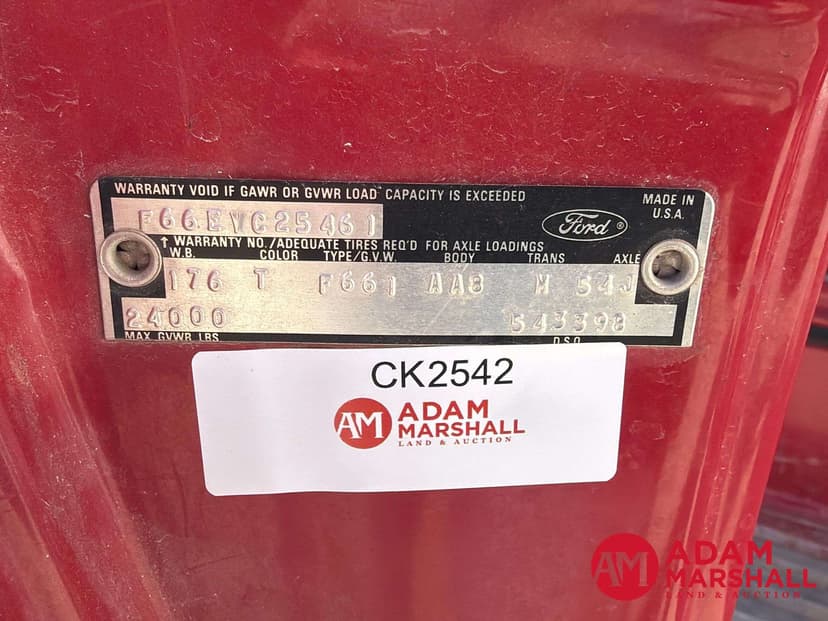 WARRANTY VOID IF GAWR OR GVWR LOAD CAPACITY IS EXCEEDED
MADE IN
U.S.A.
F66EVC25461
Ford ®
↑ WARRANTY NO./ADEQUATE TIRES REQ'D FOR AXLE LOADINGS
W.B. COLOR TYPE/G.V.W. BODY TRANS AXLE
176 T F661 AA8 M 54J
24000 543398
MAX. GVWR LBS D.S.O.
CK2542
AM ADAM
MARSHALL
LAND & AUCTION
AM ADAM
MARSHALL
LAND & AUCTION